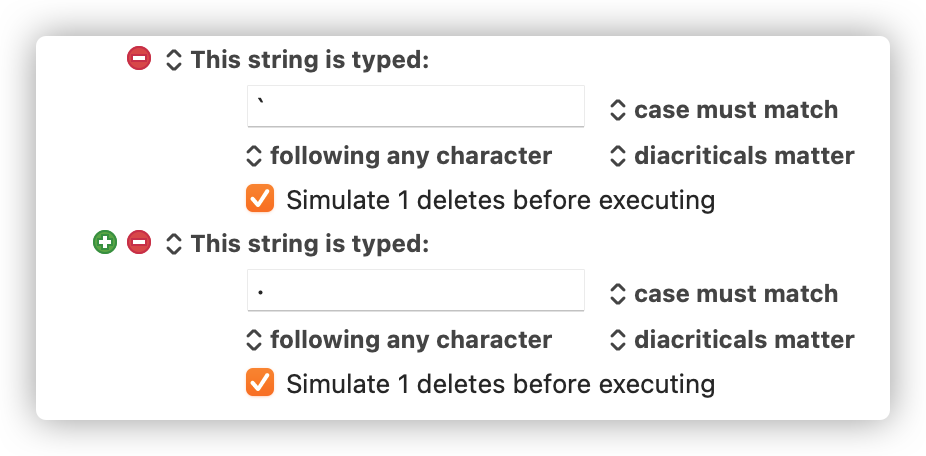 This string is typed:
`
case must match
following any character
diacriticals matter
Simulate 1 deletes before executing
This string is typed:
·
case must match
following any character
diacriticals matter
Simulate 1 deletes before executing